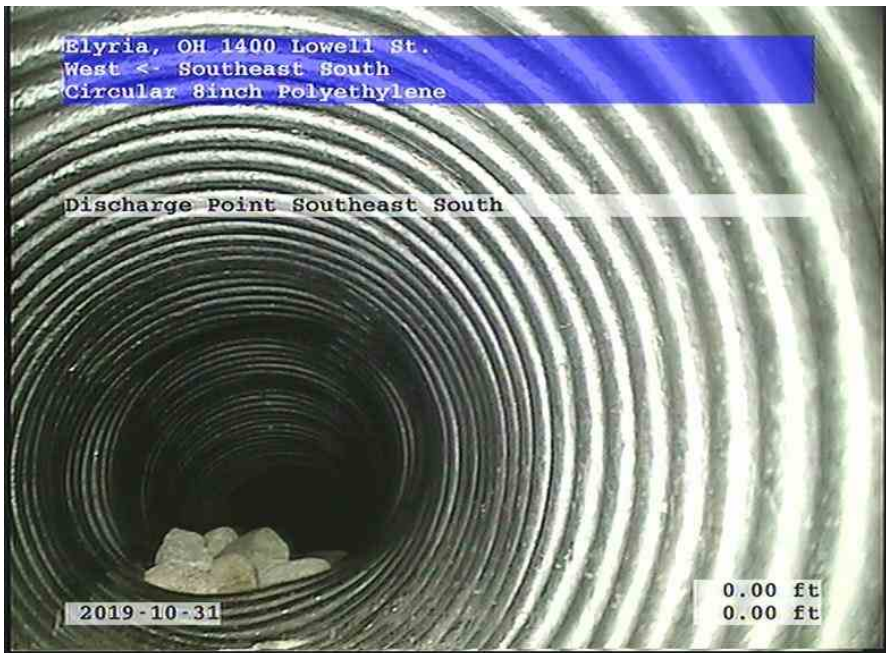 Elyria, OH 1400 Lowell St.
West <- Southeast South
Circular 8inch Polyethylene
Discharge Point Southeast South
0.00 ft
2019-10-31 0.00 ft